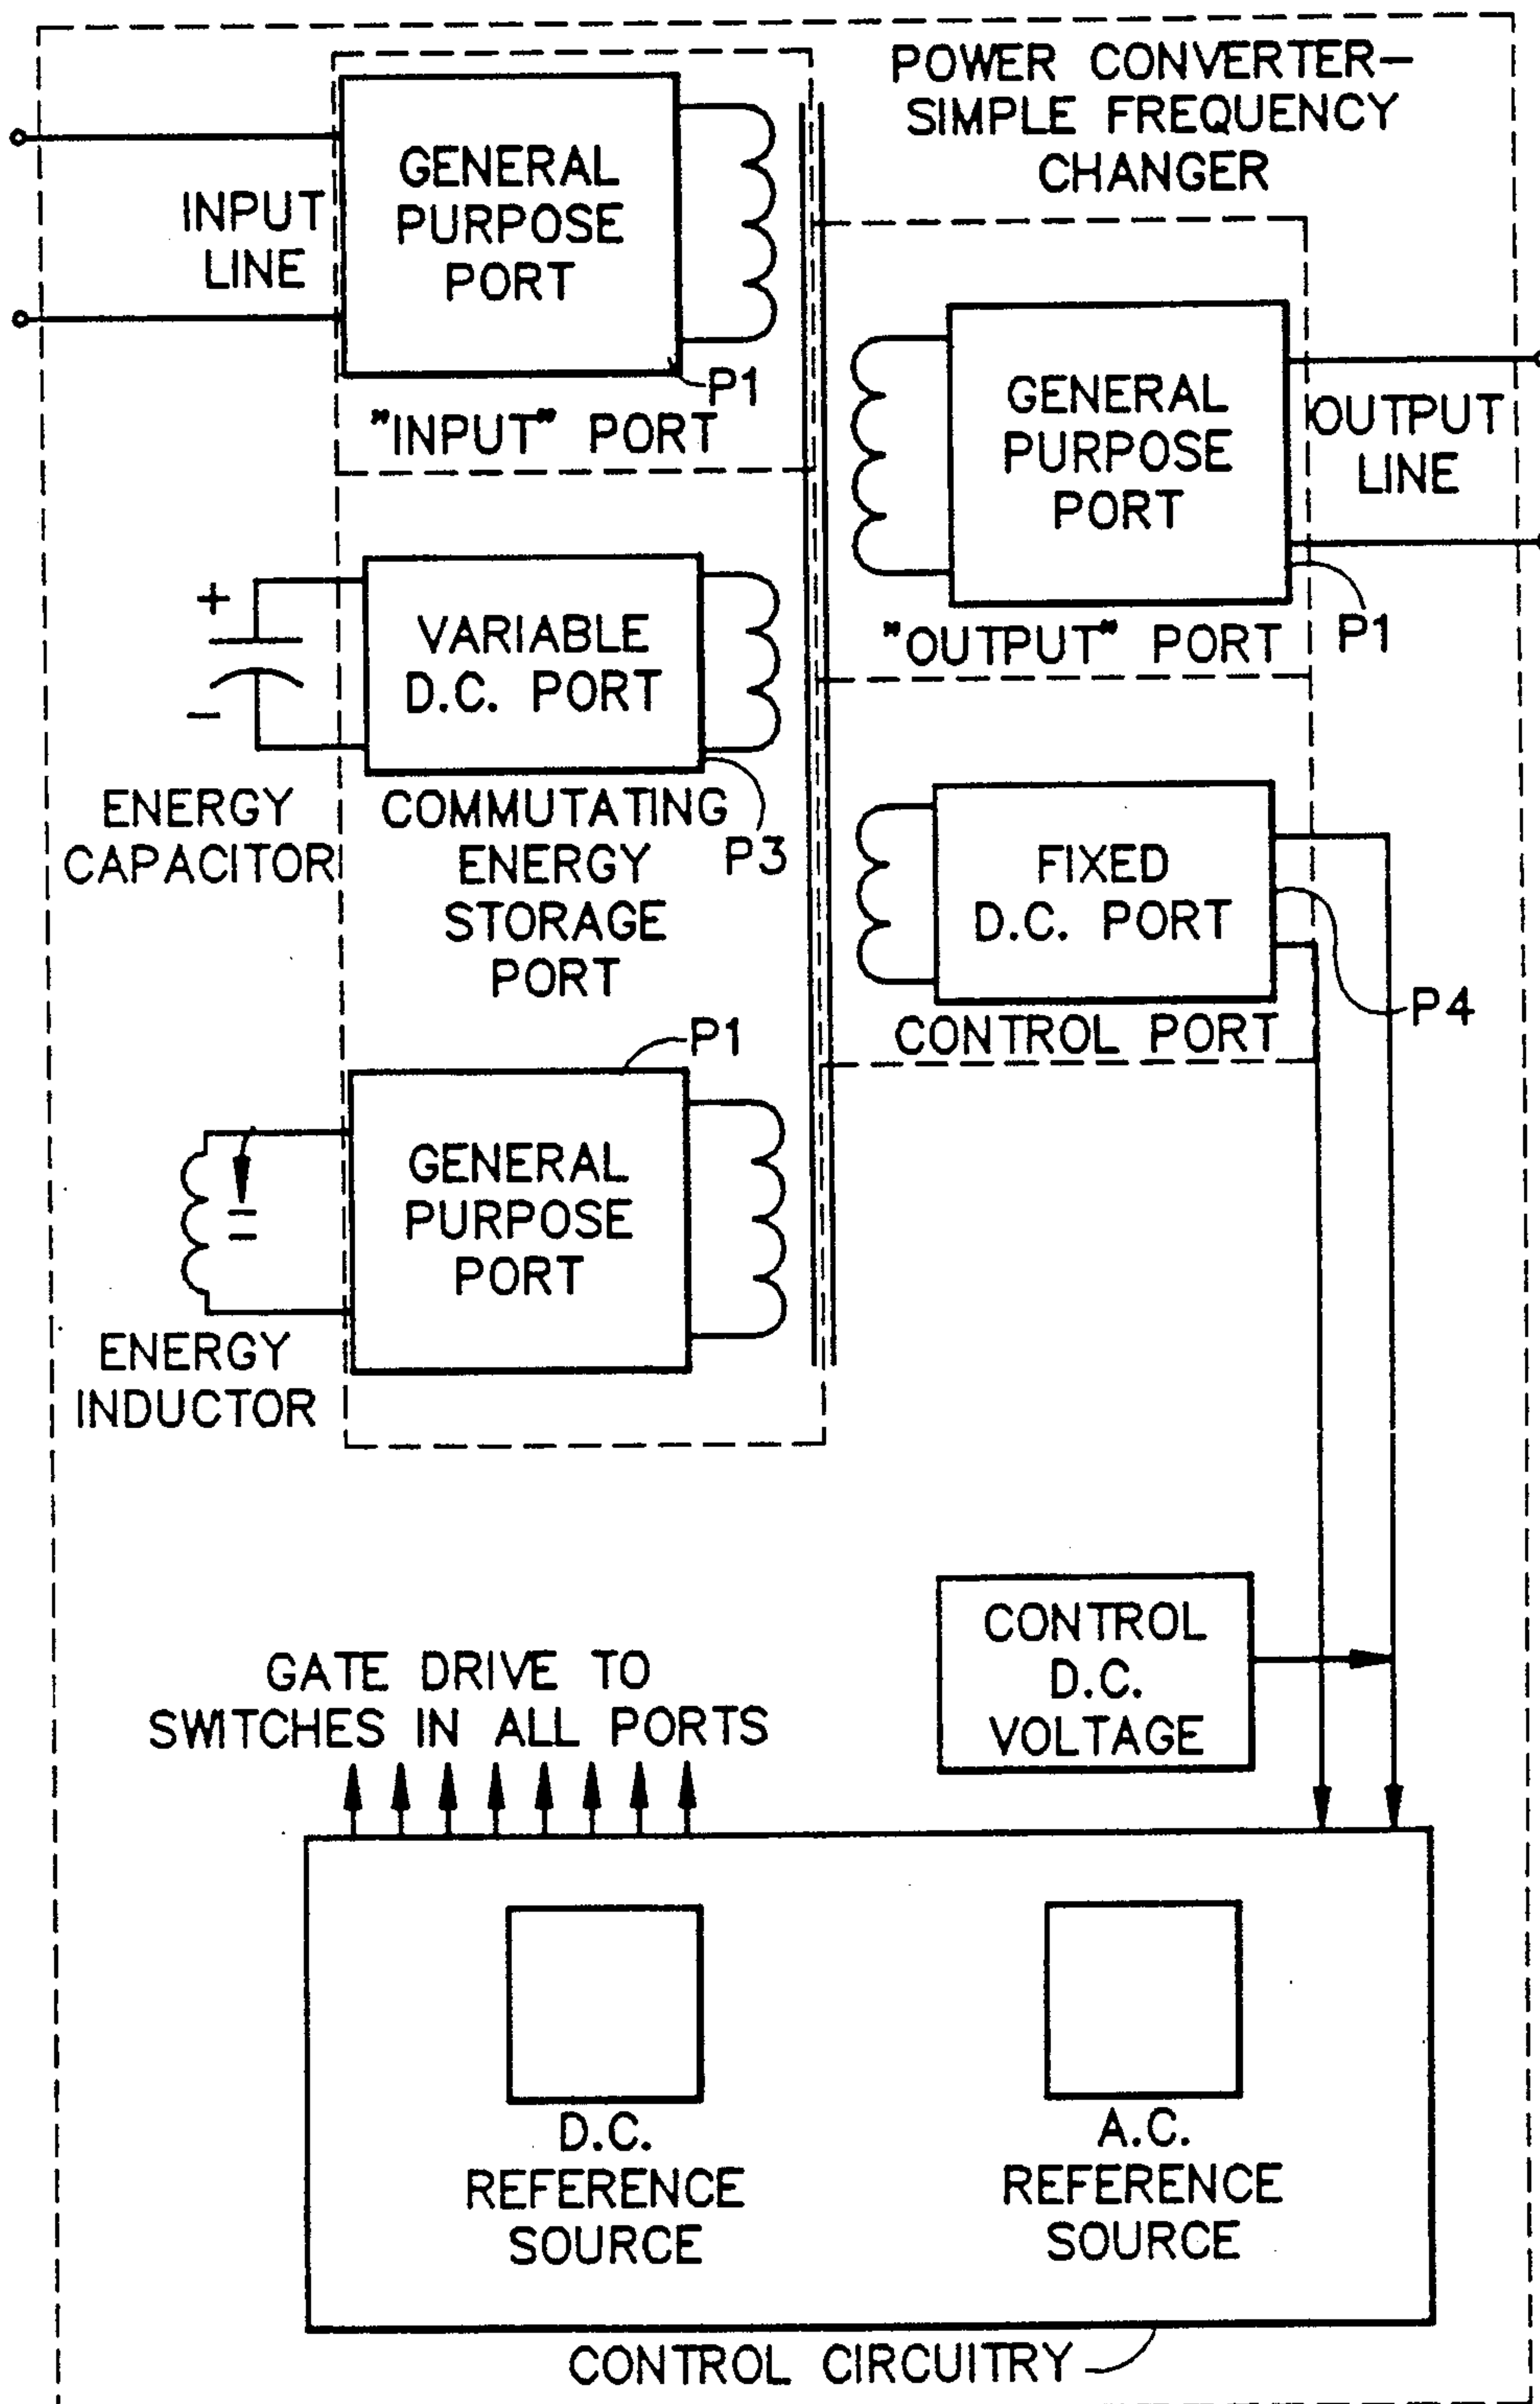 POWER CONVERTER-
SIMPLE FREQUENCY
CHANGER
GENERAL
PURPOSE
PORT
INPUT
LINE
P1
"INPUT" PORT
GENERAL
PURPOSE
PORT
OUTPUT
LINE
P1
"OUTPUT" PORT
+
VARIABLE
D.C. PORT
−
ENERGY
CAPACITOR
COMMUTATING
ENERGY
STORAGE
PORT
P3
FIXED
D.C. PORT
P4
CONTROL PORT
P1
GENERAL
PURPOSE
PORT
ENERGY
INDUCTOR
CONTROL
D.C.
VOLTAGE
GATE DRIVE TO
SWITCHES IN ALL PORTS
D.C.
REFERENCE
SOURCE
A.C.
REFERENCE
SOURCE
CONTROL CIRCUITRY